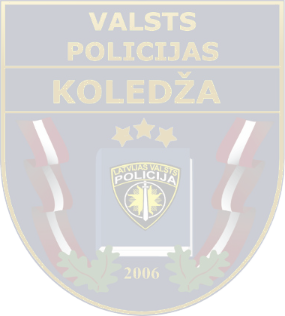 VALSTS
POLICIJAS
KOLEDŽA
LATVIJAS VALSTS
POLICIJA
2006